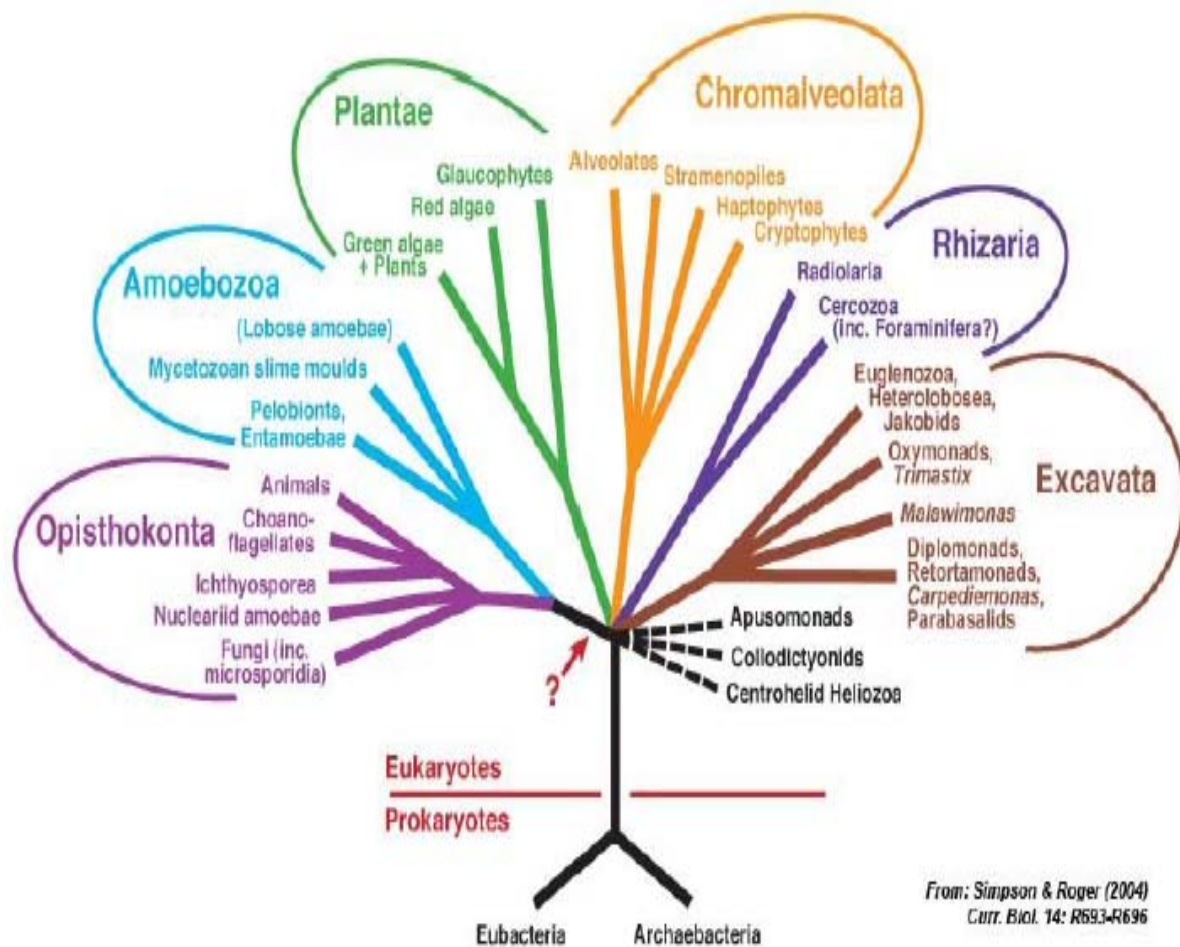 Plantae
Glaucophytes
Red algae
Green algae
+ Plants
Chromalveolata
Alveolates
Stramenopiles
Haptophytes
Cryptophytes
Rhizaria
Radiolaria
Cercozoa
(inc. Foraminifera?)
Amoebozoa
(Lobose amoebae)
Mycetozoan slime moulds
Pelobionts,
Entamoebae
Opisthokonta
Animals
Choano-
flagellates
Ichthyosporea
Nucleariid amoebae
Fungi (inc.
microsporidia)
Excavata
Euglenozoa,
Heterolobosea,
Jakobids
Oxymonads,
Trimastix
Malawimonas
Diplomonads,
Retortamonads,
Carpediemonas,
Parabasalids
Apusomonads
Collodictyonids
Centrohelid Heliozoa
?
Eukaryotes
Prokaryotes
Eubacteria
Archaebacteria
From: Simpson & Roger (2004)
Curr. Biol. 14: R693-R696